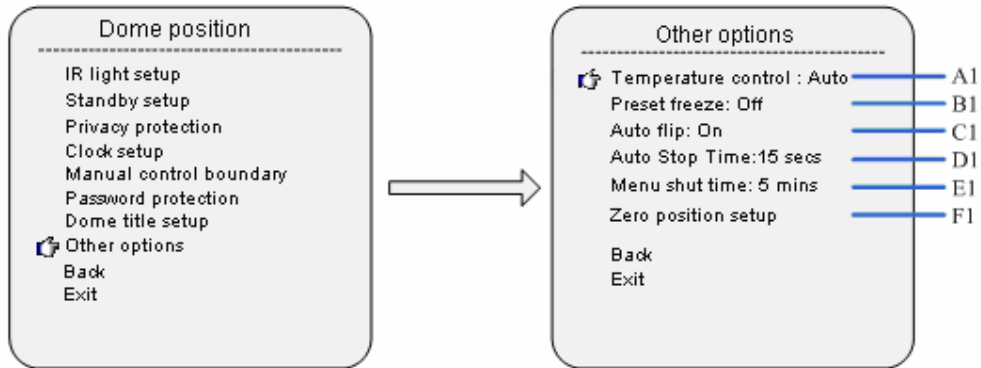 Dome position
IR light setup
Standby setup
Privacy protection
Clock setup
Manual control boundary
Password protection
Dome title setup
Other options
Back
Exit
Other options
Temperature control : Auto
Preset freeze: Off
Auto flip: On
Auto Stop Time:15 secs
Menu shut time: 5 mins
Zero position setup
Back
Exit
A1
B1
C1
D1
E1
F1